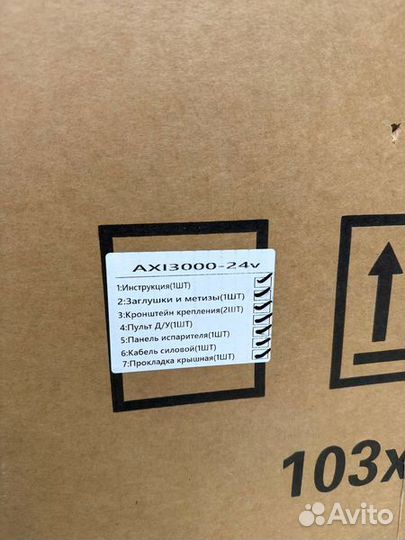 AXI3000-24v
1:Инструкция(1ШТ)
2:Заглушки и метизы(1ШТ)
3:Кронштейн крепления(2ШТ)
4:Пульт Д/У(1ШТ)
5:Панель испарителя(1ШТ)
6:Кабель силовой(1ШТ)
7:Прокладка крышная(1ШТ)
103x
Avito